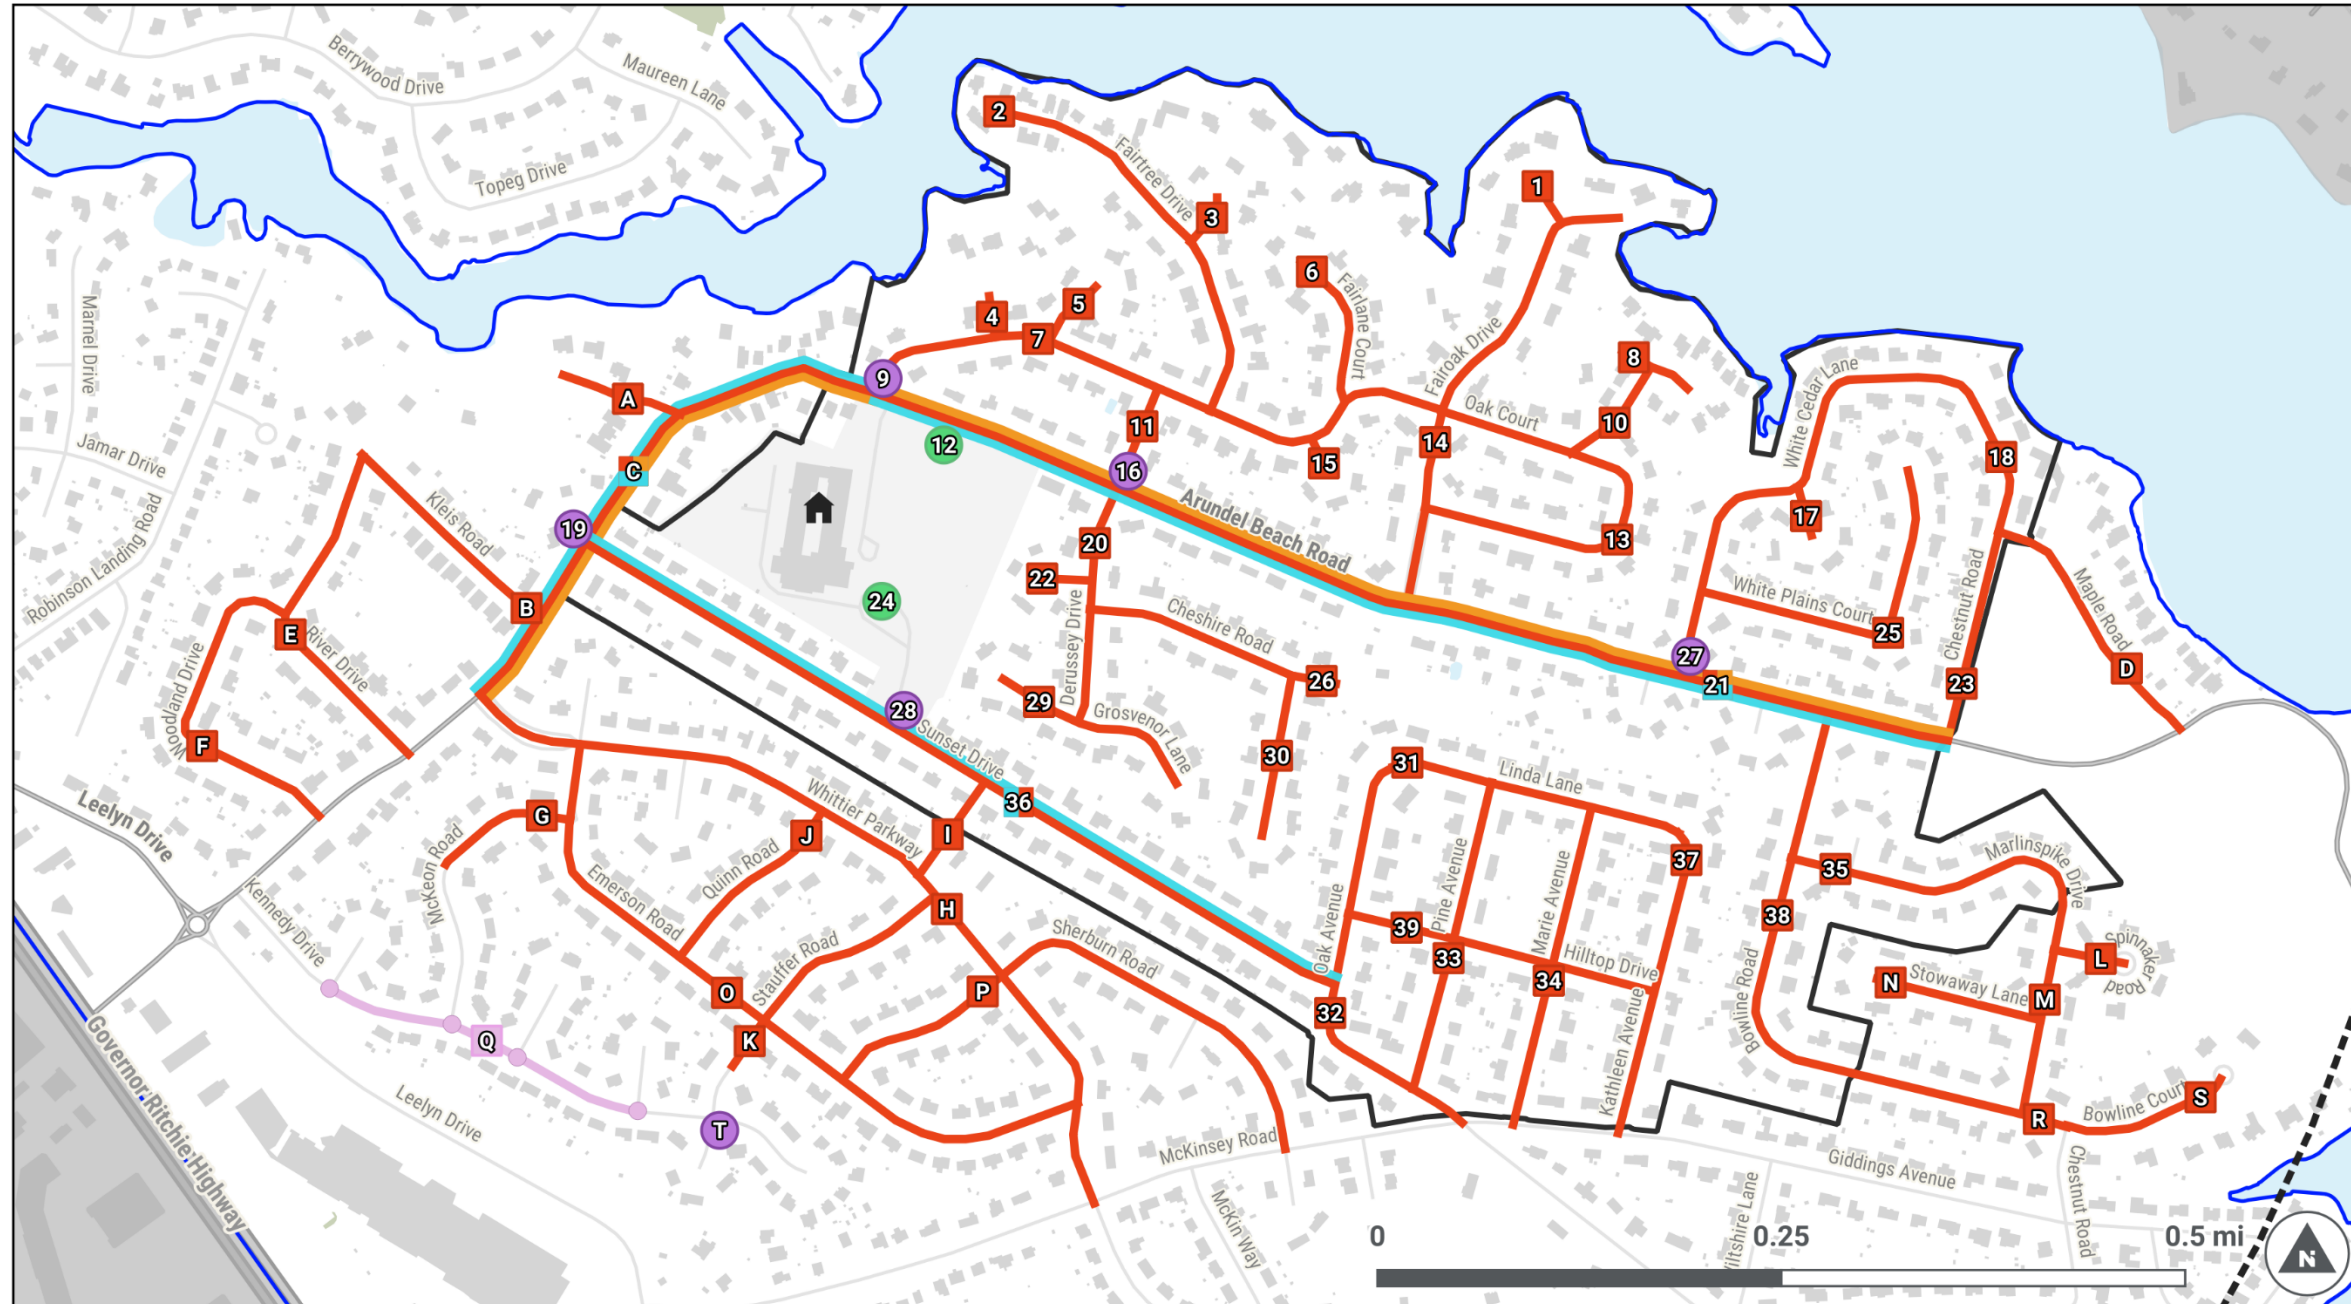 Berrywood Drive
Maureen Lane
Topeg Drive
2
Fairtree Drive
3
1
6
Fairlane Court
5
4
7
Marnel Drive
Fairoak Drive
8
9
A
Oak Court
10
White Cedar Lane
11
12
14
15
16
18
Jamar Drive
C
Kleis Road
Arundel Beach Road
17
19
20
13
Robinson Landing Road
22
24
B
Derussey Drive
Cheshire Road
White Plains Court
25
Chestnut Road
Maple Road
E
River Drive
27
21
23
D
26
Woodland Drive
29
28
Grosvenor Lane
Sunset Drive
F
30
31
Linda Lane
Leelyn Drive
Whittier Parkway
36
G
J
I
McKeon Road
Quinn Road
Emerson Road
Pine Avenue
Marie Avenue
37
35
Marlinspike Drive
Kennedy Drive
H
Oak Avenue
39
38
Stauffer Road
Sherburn Road
33
Hilltop Drive
34
Bowline Road
L
Spinnaker Road
N
Stowaway Lane
M
O
P
32
Kathleen Avenue
Q
K
Governor Ritchie Highway
Leelyn Drive
T
R
Bowline Court
S
McKinsey Road
Giddings Avenue
Chestnut Road
McKin Way
iltshire Lane
0
0.25
0.5 mi
N